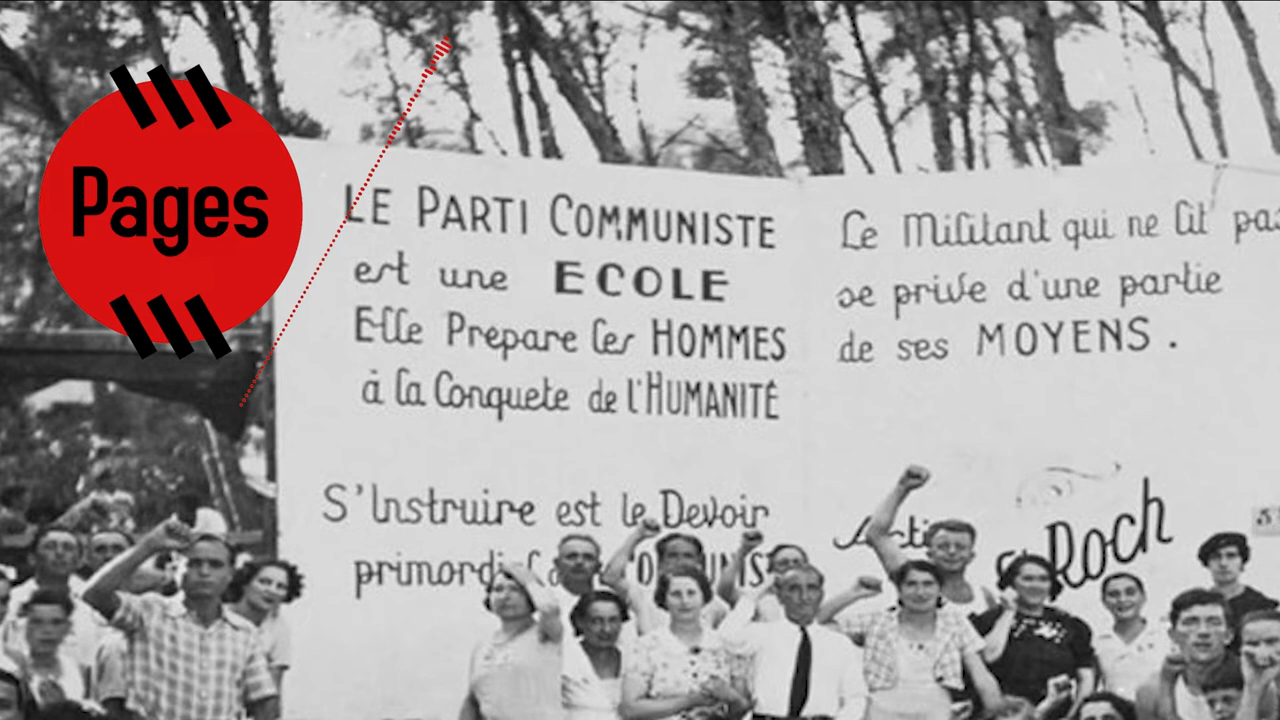 Pages
LE PARTI COMMUNISTE
est une ECOLE
Elle Prepare les HOMMES
à la Conquete de l'HUMANITÉ
S'Instruire est le Devoir
Le Militant qui ne lit pas
se prive d'une partie
de ses MOYENS.
Roch